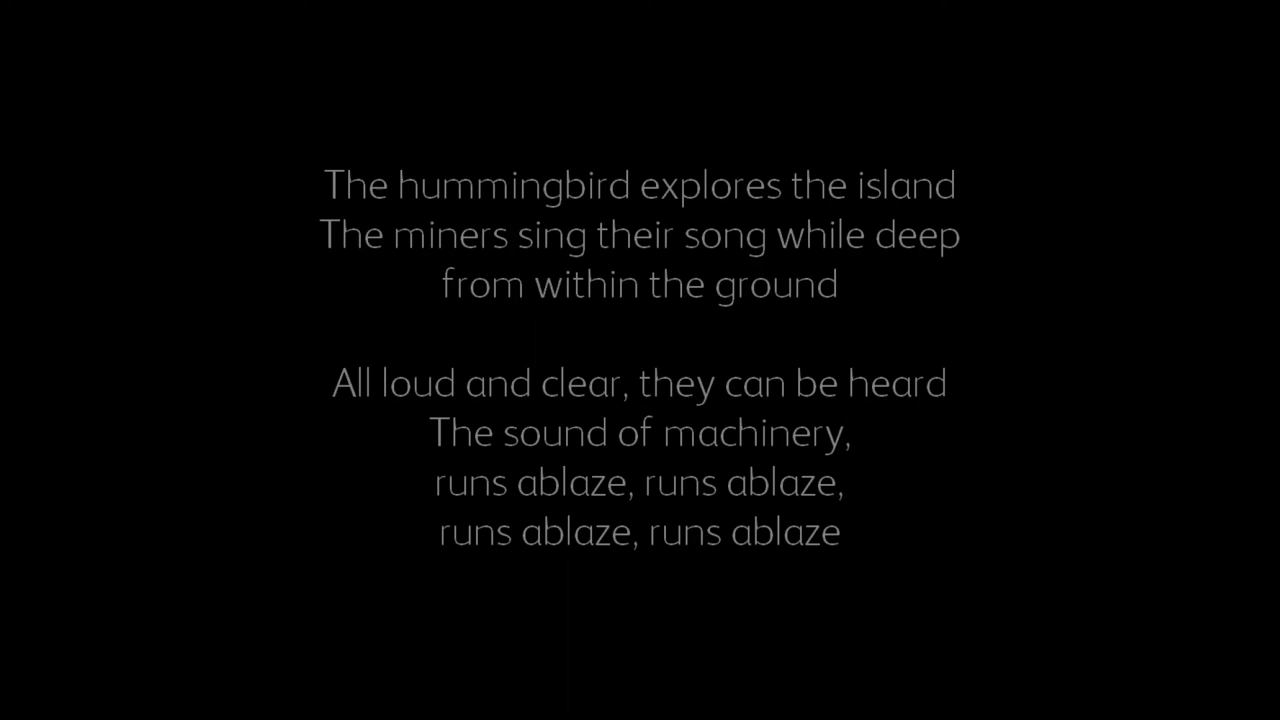 The hummingbird explores the island
The miners sing their song while deep
from within the ground
All loud and clear, they can be heard
The sound of machinery,
runs ablaze, runs ablaze,
runs ablaze, runs ablaze